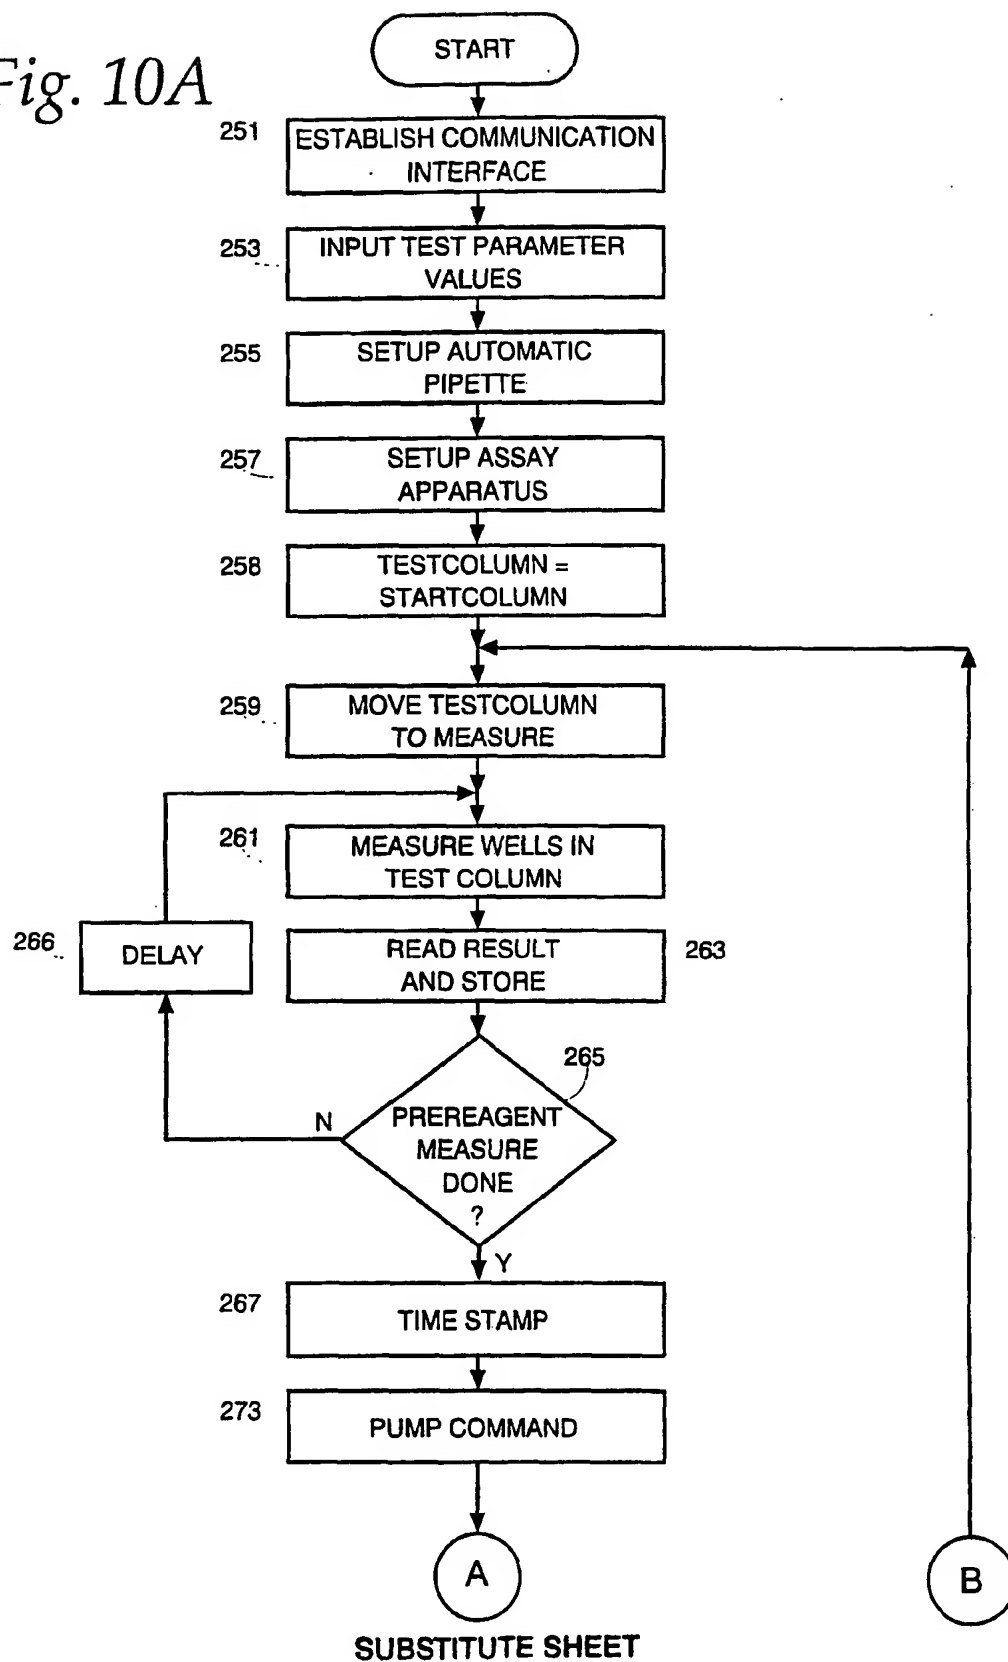 Fig. 10A
START
251
ESTABLISH COMMUNICATION
INTERFACE
253
INPUT TEST PARAMETER
VALUES
255
SETUP AUTOMATIC
PIPETTE
257
SETUP ASSAY
APPARATUS
258
TESTCOLUMN =
STARTCOLUMN
259
MOVE TESTCOLUMN
TO MEASURE
261
MEASURE WELLS IN
TEST COLUMN
266
DELAY
READ RESULT
AND STORE
263
265
N
PREREAGENT
MEASURE
DONE
?
Y
267
TIME STAMP
273
PUMP COMMAND
A
B
SUBSTITUTE SHEET